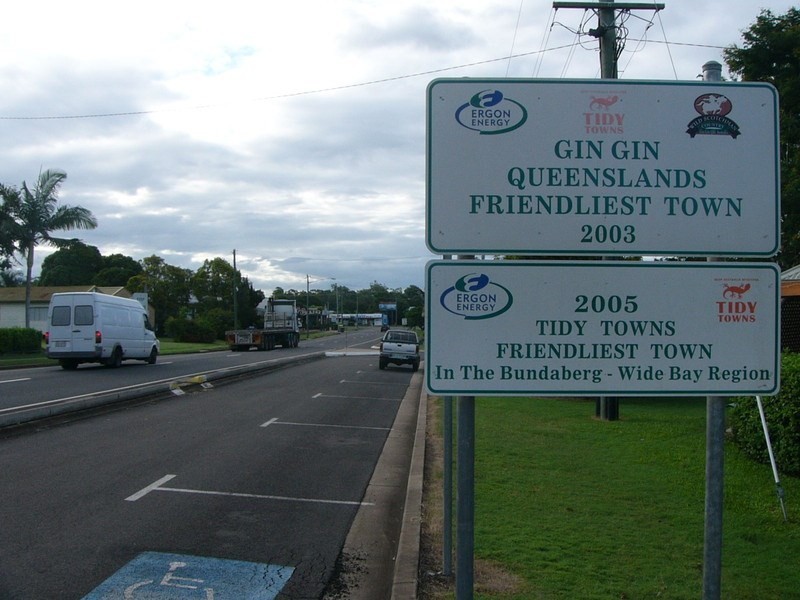 ERGON
ENERGY
TIDY
TOWNS
GIN GIN
QUEENSLANDS
FRIENDLIEST TOWN
2003
ERGON
ENERGY
TIDY
TOWNS
2005
TIDY TOWNS
FRIENDLIEST TOWN
In The Bundaberg - Wide Bay Region